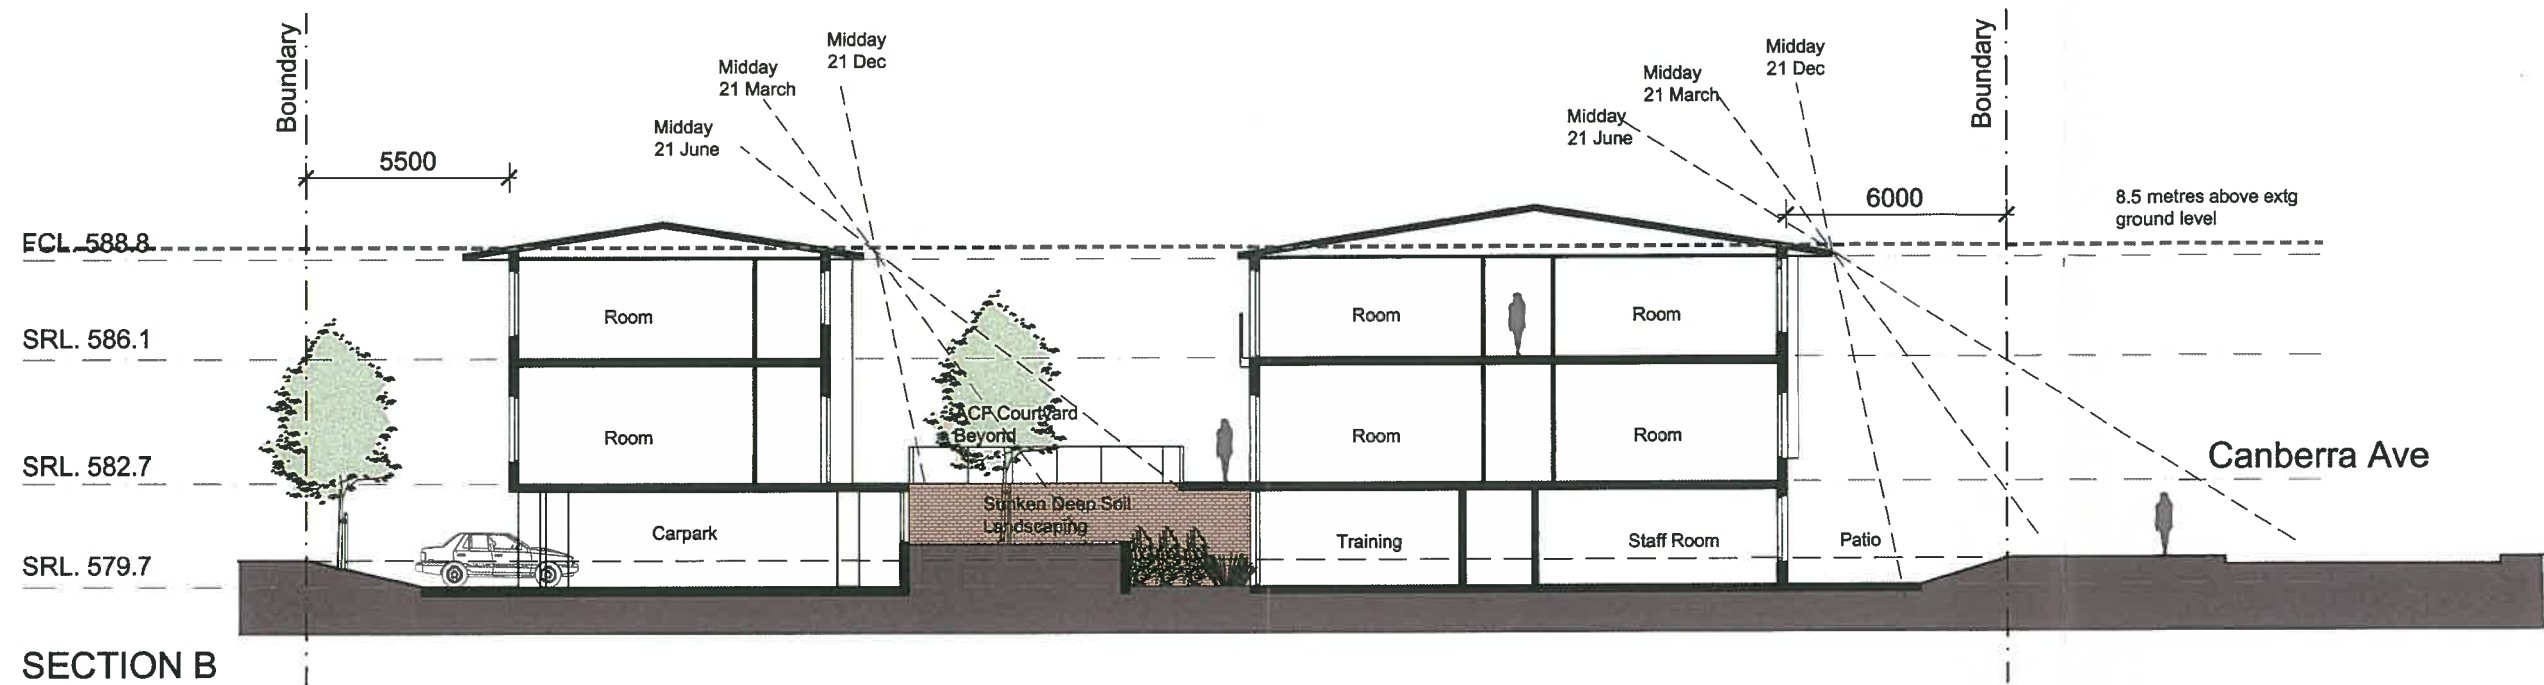 Boundary
5500
Midday
21 June
Midday
21 March
Midday
21 Dec
Midday
21 June
Midday
21 March
Midday
21 Dec
Boundary
6000
8.5 metres above extg
ground level
FCL. 588.8
SRL. 586.1
SRL. 582.7
SRL. 579.7
Room
Room
Carpark
ACF Courtyard
Beyond
Sunken Deep Soil
Landscaping
Room
Room
Room
Room
Training
Staff Room
Patio
Canberra Ave
SECTION B